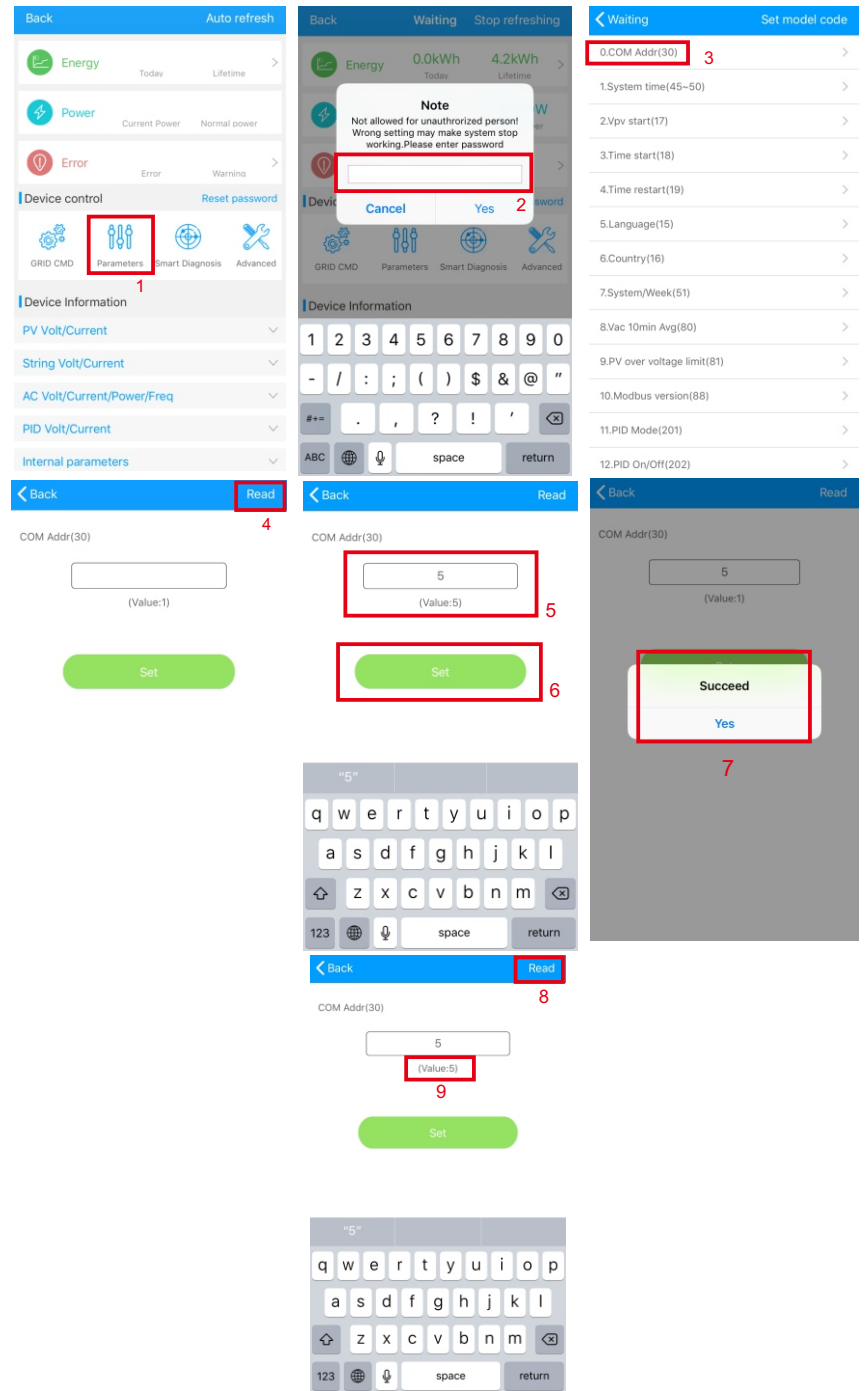 Back Auto refresh
Energy
Today Lifetime
Power
Current Power Normal power
Error
Error Warning
Device control Reset password
GRID CMD Parameters Smart Diagnosis Advanced
1
Device Information
PV Volt/Current
String Volt/Current
AC Volt/Current/Power/Freq
PID Volt/Current
Internal parameters
Back Waiting Stop refreshing
Energy 0.0kWh 4.2kWh
Today Lifetime
W
Note
Not allowed for unauthrorized person!
Wrong setting may make system stop
working.Please enter password
Cancel Yes
2
GRID CMD Parameters Smart Diagnosis Advanced
Device Information
1 2 3 4 5 6 7 8 9 0
- / : ; ( ) $ & @ "
#+= . , ? ! '
ABC space return
Waiting Set model code
0.COM Addr(30)
3
1.System time(45~50)
2.Vpv start(17)
3.Time start(18)
4.Time restart(19)
5.Language(15)
6.Country(16)
7.System/Week(51)
8.Vac 10min Avg(80)
9.PV over voltage limit(81)
10.Modbus version(88)
11.PID Mode(201)
12.PID On/Off(202)
Back Read
4
COM Addr(30)
(Value:1)
Set
Back Read
COM Addr(30)
5
(Value:5)
5
Set
6
"5"
q w e r t y u i o p
a s d f g h j k l
z x c v b n m
123 space return
Back Read
COM Addr(30)
5
(Value:1)
Succeed
Yes
7
Back Read
8
COM Addr(30)
5
(Value:5)
9
Set
"5"
q w e r t y u i o p
a s d f g h j k l
z x c v b n m
123 space return